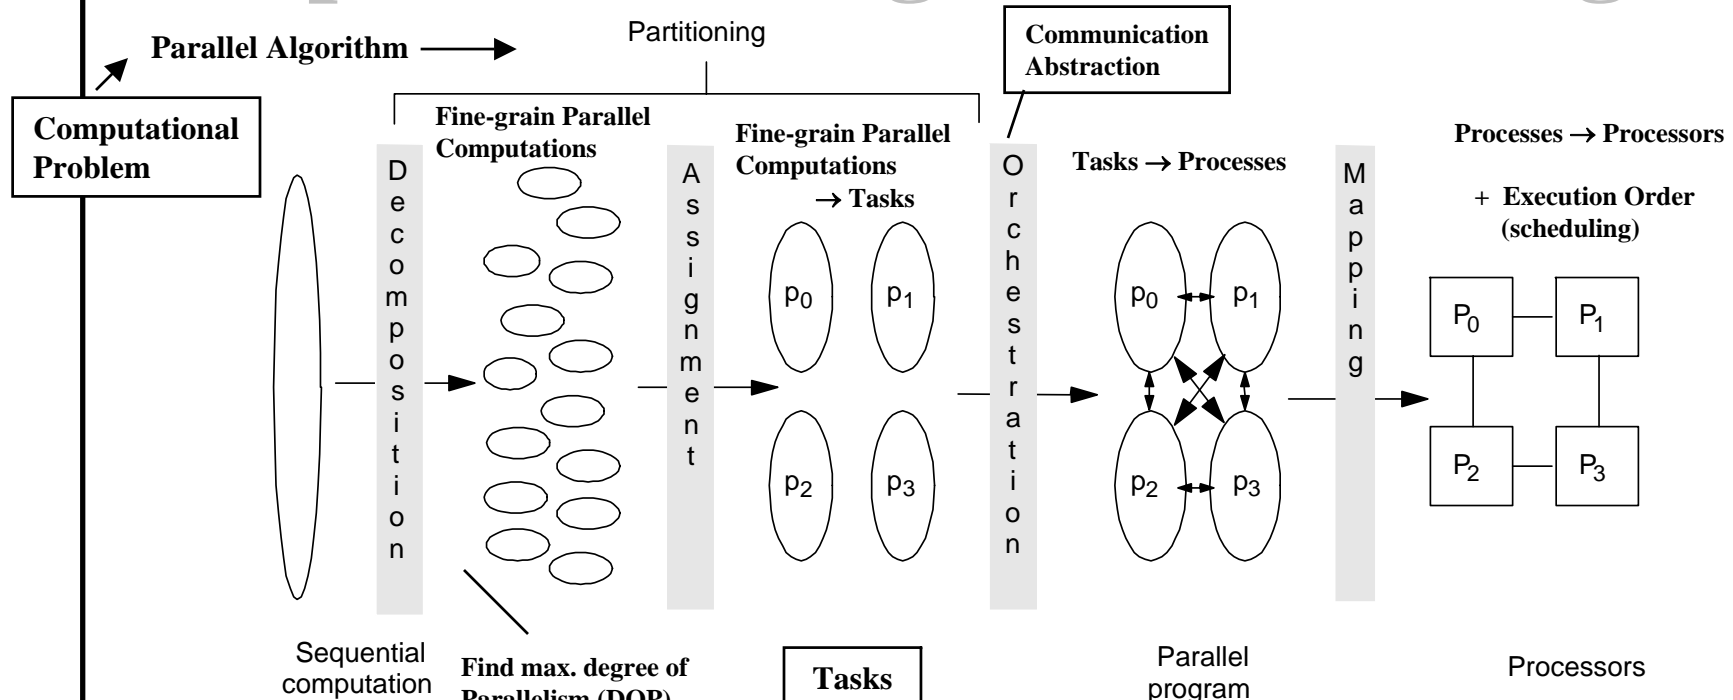 Parallel Algorithm
Partitioning
Communication
Abstraction
Computational
Problem
Fine-grain Parallel
Computations
Fine-grain Parallel
Computations
→ Tasks
Tasks → Processes
Processes → Processors
+ Execution Order
(scheduling)
Decomposition
Assignment
Orchestration
Mapping
p0
p1
p2
p3
p0
p1
p2
p3
P0
P1
P2
P3
Sequential
computation
Find max. degree of
Parallelism (DOP)
Tasks
Parallel
program
Processors